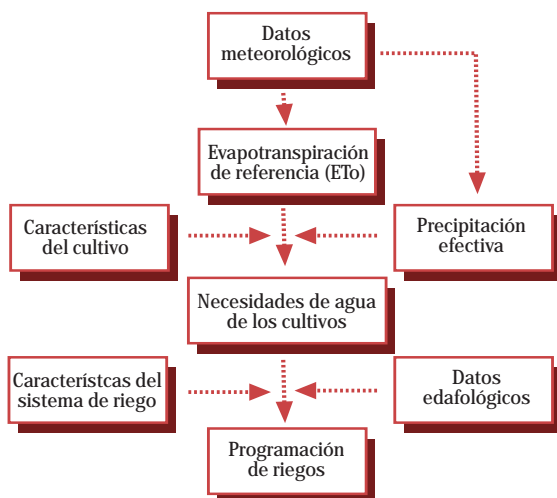 Datos
meteorológicos
Evapotranspiración
de referencia (ETo)
Características
del cultivo
Precipitación
efectiva
Necesidades de agua
de los cultivos
Característcas del
sistema de riego
Datos
edafológicos
Programación
de riegos